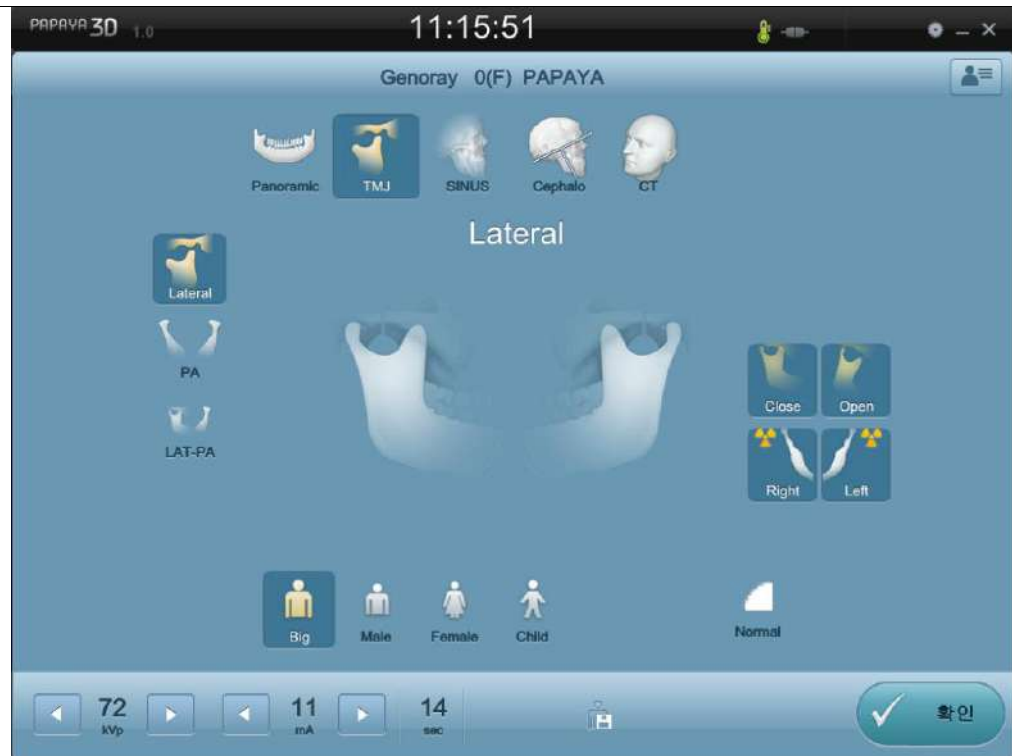 PAPAYA 3D 1.0
11:15:51
Genoray 0(F) PAPAYA
Panoramic
TMJ
SINUS
Cephalo
CT
Lateral
Lateral
PA
LAT-PA
Close
Open
Right
Left
Big
Male
Female
Child
Normal
72
kVp
11
mA
14
sec
확인